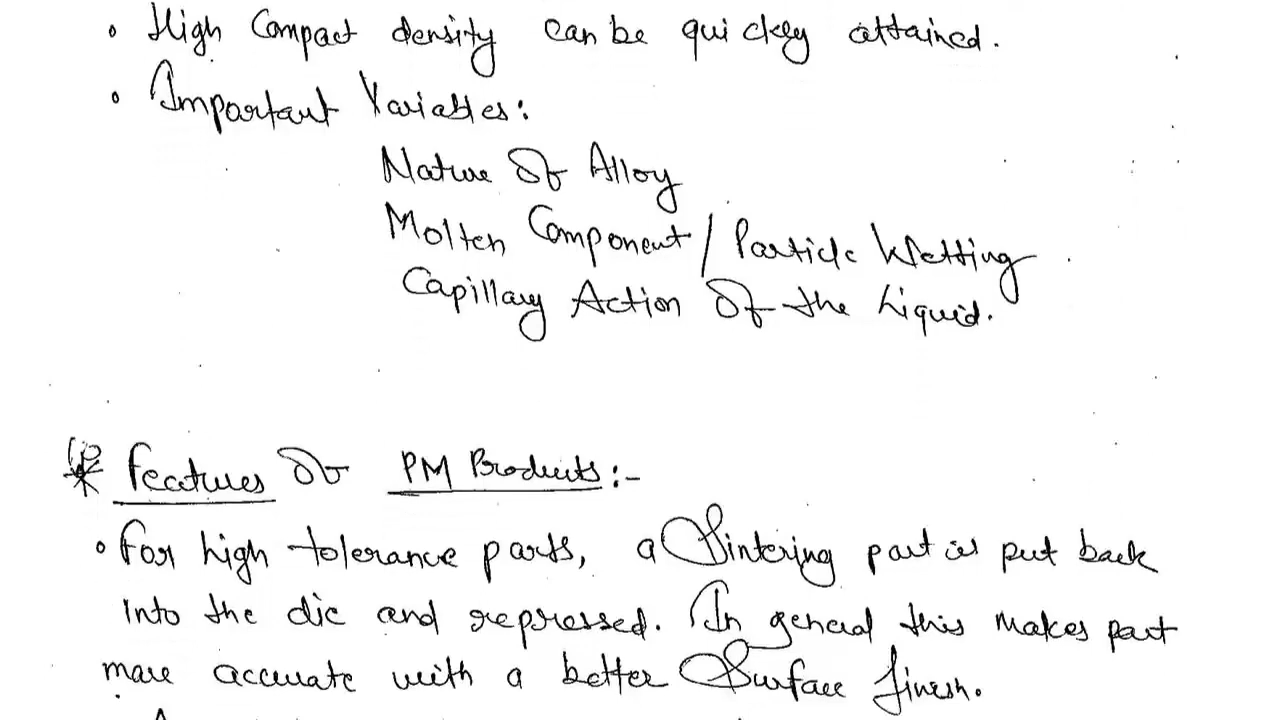 • High Compact density can be quickly attained.
• Important Variables:
Nature Of Alloy
Molten Component / Particle Wetting
Capillary Action Of the Liquid.
* Features Of PM Products:-
• For high tolerance parts, a Sintering part is put back
into the die and repressed. In general this makes part
more accurate with a better Surface finish.